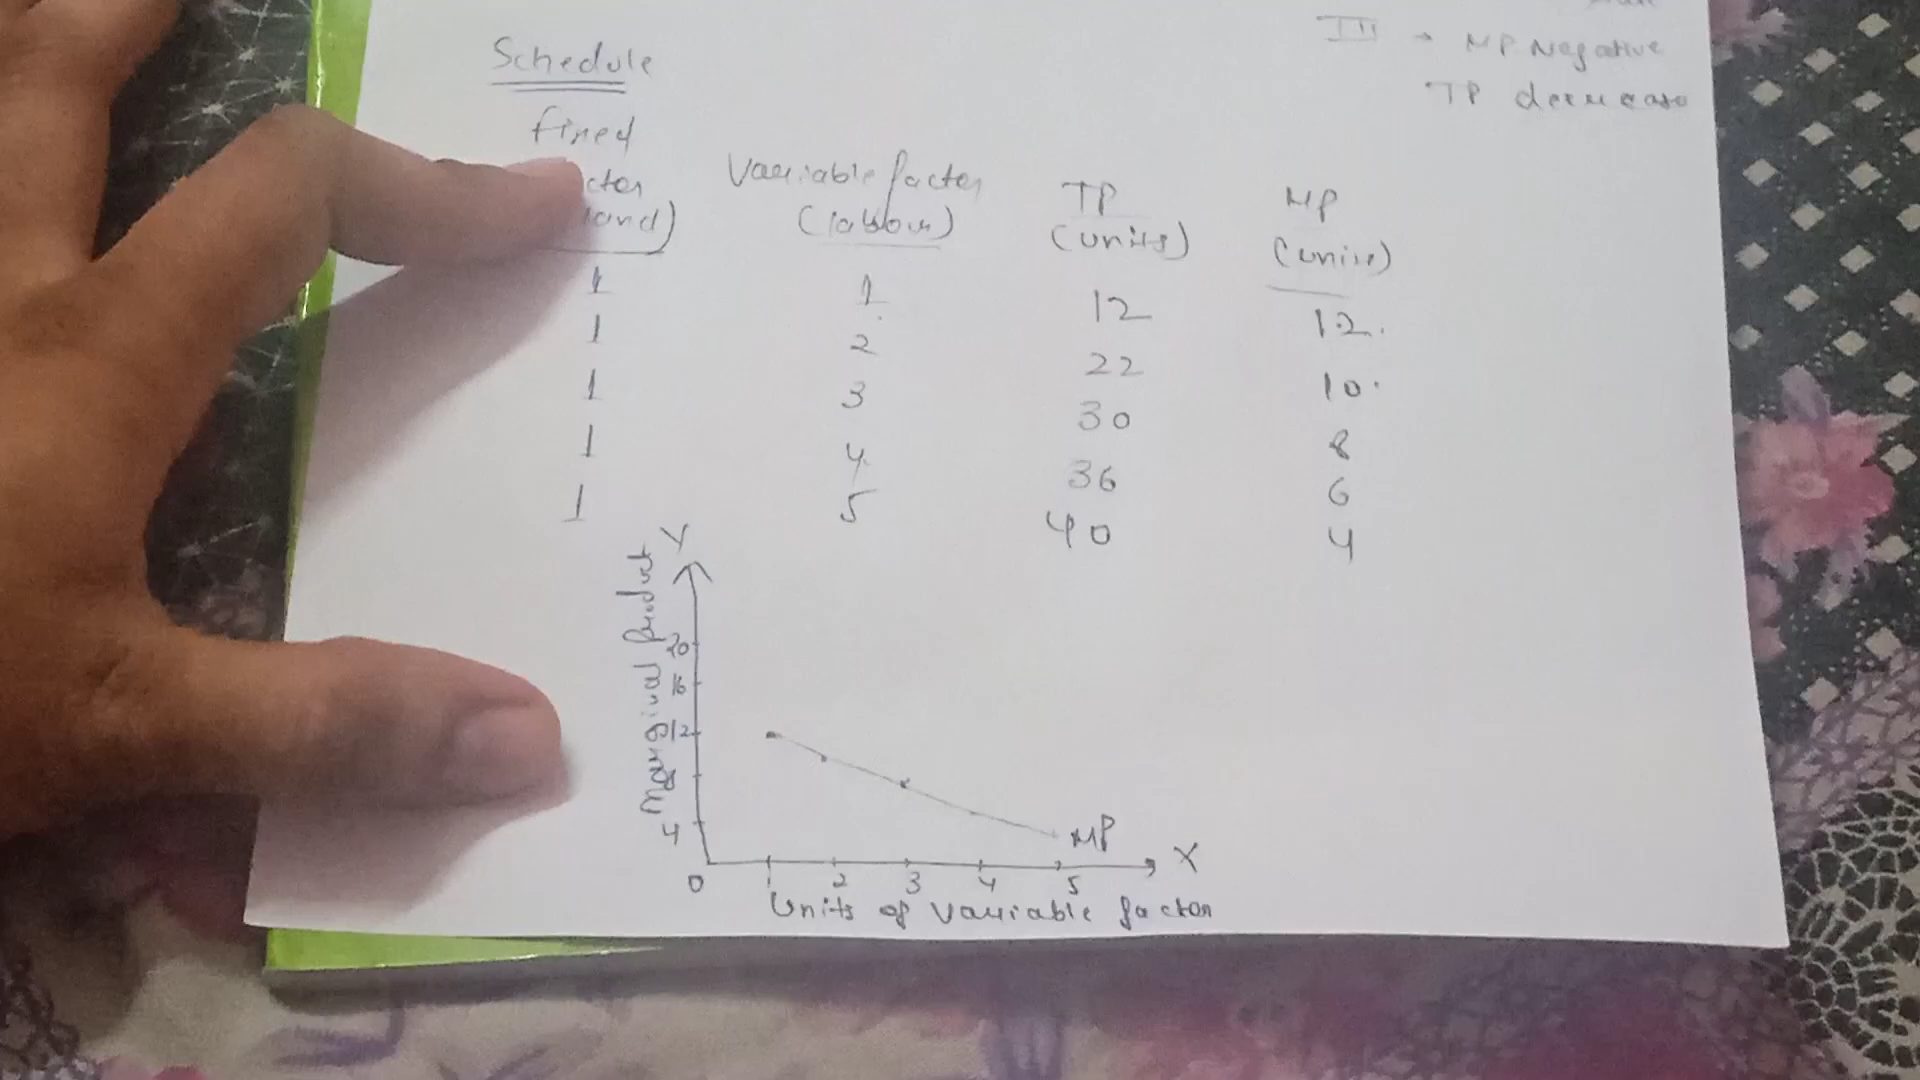 III → MP Negative
TP decrease
Schedule
fixed
Variable factor TP MP
(labour) (units) (units)
1 1 12 12
1 2 22 10
1 3 30 8
1 4 36 6
1 5 40 4
Y
Marginal product
20
16
12
8
4
MP
X
0 1 2 3 4 5
Units of variable factor